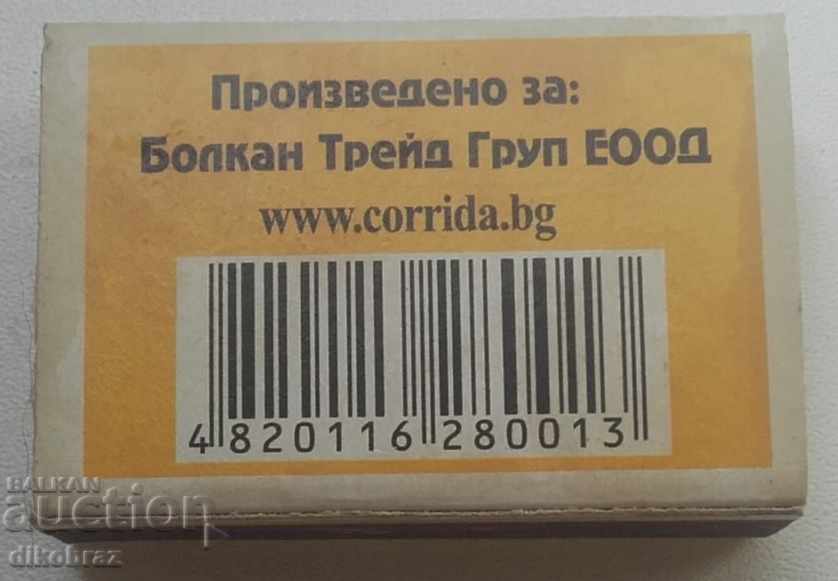 Произведено за:
Болкан Трейд Груп ЕООД
www.corrida.bg
4 820116 280013
BALKAN
auction
dikobraz